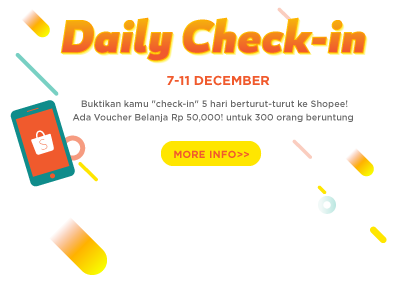 Daily Check-in
7-11 DECEMBER
Buktikan kamu "check-in" 5 hari berturut-turut ke Shopee!
Ada Voucher Belanja Rp 50,000! untuk 300 orang beruntung
S
MORE INFO>>